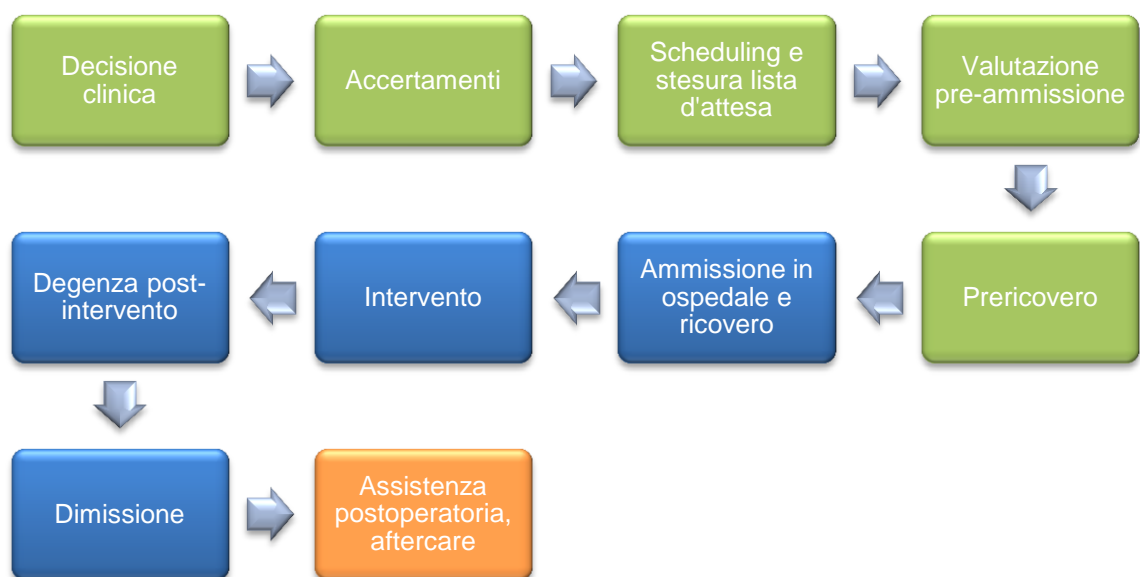 Decisione
clinica
Accertamenti
Scheduling e
stesura lista
d'attesa
Valutazione
pre-ammissione
Prericovero
Ammissione in
ospedale e
ricovero
Intervento
Degenza post-
intervento
Dimissione
Assistenza
postoperatoria,
aftercare